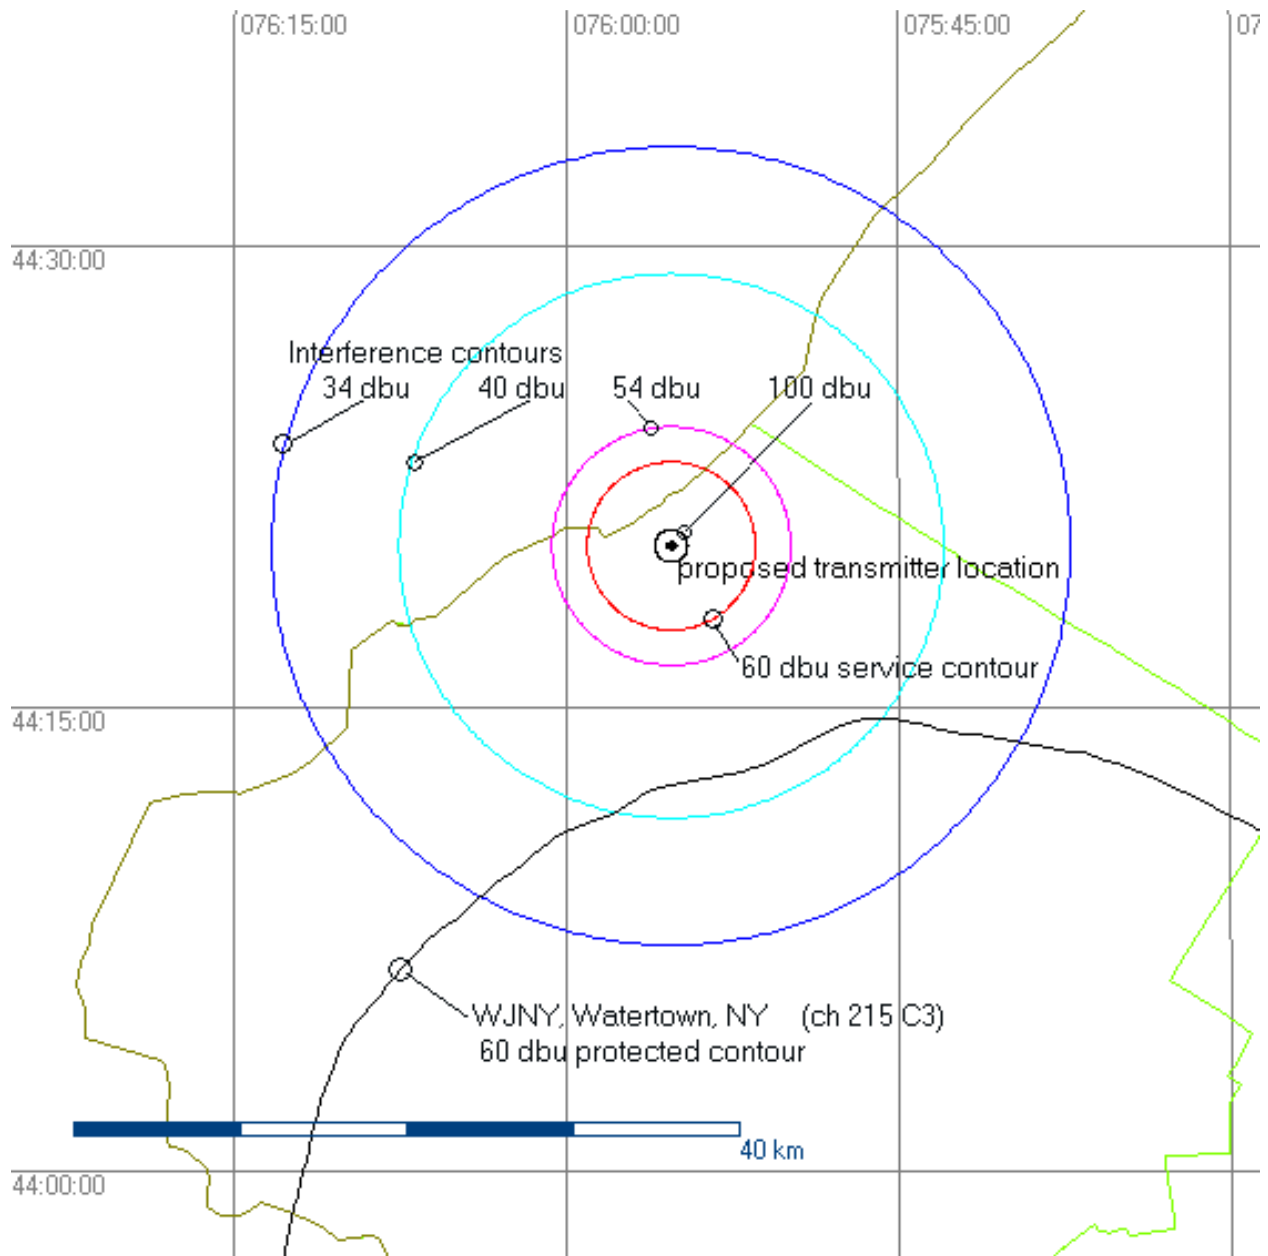 076:15:00
076:00:00
075:45:00
07
44:30:00
Interference contours
34 dbu
40 dbu
54 dbu
100 dbu
proposed transmitter location
60 dbu service contour
44:15:00
WJNY, Watertown, NY (ch 215 C3)
60 dbu protected contour
40 km
44:00:00